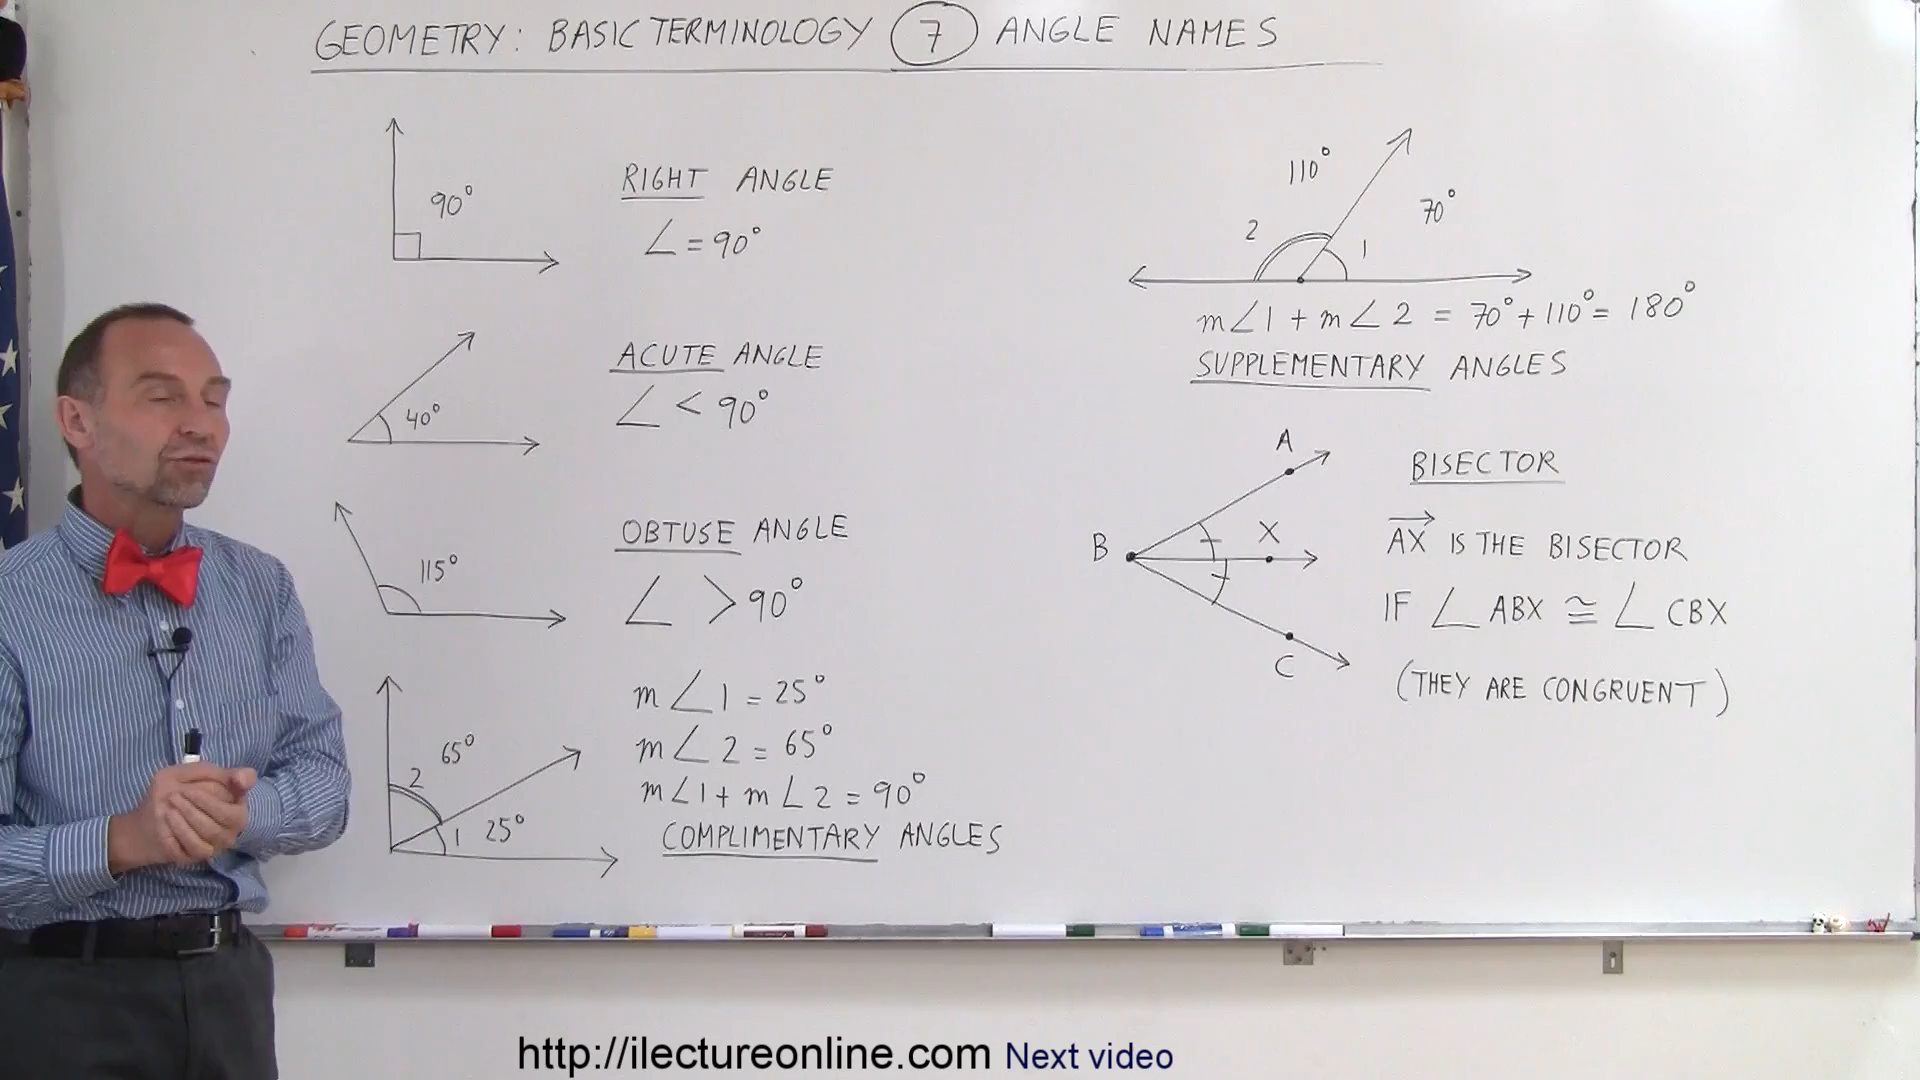 GEOMETRY: BASIC TERMINOLOGY 7 ANGLE NAMES
90°
RIGHT ANGLE
∠ = 90°
40°
ACUTE ANGLE
∠ < 90°
115°
OBTUSE ANGLE
∠ > 90°
65°
2
1 25°
m∠1 = 25°
m∠2 = 65°
m∠1 + m∠2 = 90°
COMPLIMENTARY ANGLES
110°
70°
2
1
m∠1 + m∠2 = 70° + 110° = 180°
SUPPLEMENTARY ANGLES
A
B
X
C
BISECTOR
AX→ IS THE BISECTOR
IF ∠ABX ≅ ∠CBX
(THEY ARE CONGRUENT)
http://ilectureonline.com Next video